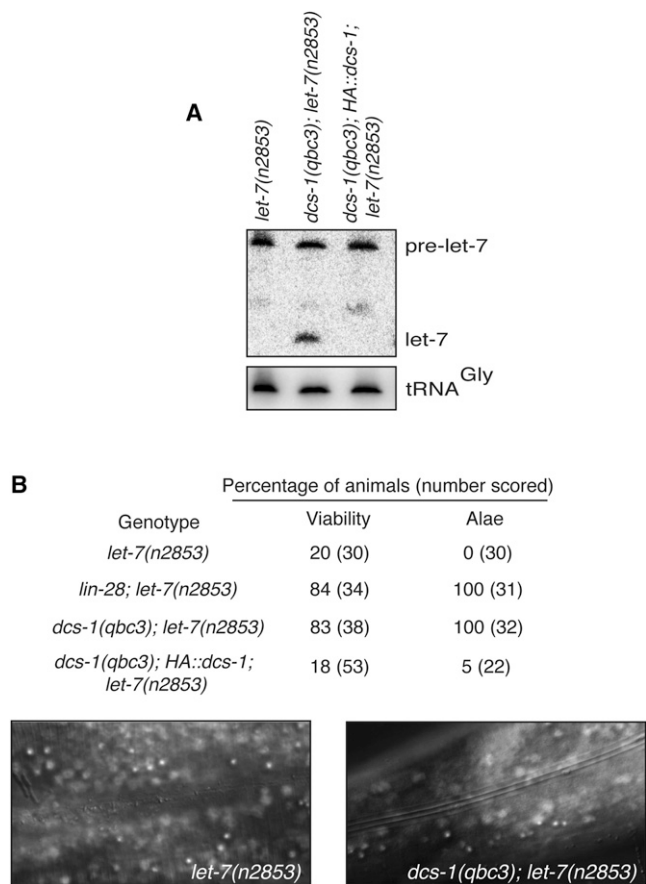 A
let-7(n2853)
dcs-1(qbc3); let-7(n2853)
dcs-1(qbc3); HA::dcs-1;
let-7(n2853)
pre-let-7
let-7
tRNAGly
B
Percentage of animals (number scored)
Genotype Viability Alae
let-7(n2853) 20 (30) 0 (30)
lin-28; let-7(n2853) 84 (34) 100 (31)
dcs-1(qbc3); let-7(n2853) 83 (38) 100 (32)
dcs-1(qbc3); HA::dcs-1; 18 (53) 5 (22)
let-7(n2853)
let-7(n2853)
dcs-1(qbc3); let-7(n2853)